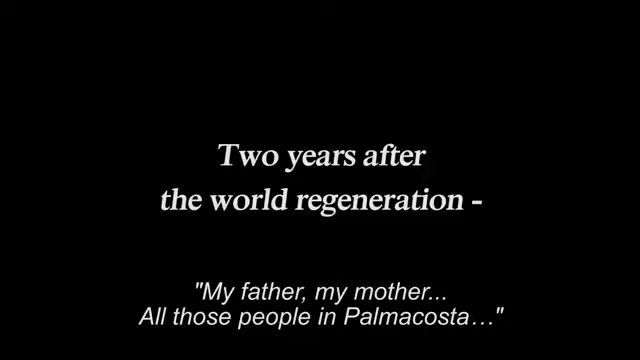 Two years after
the world regeneration -
"My father, my mother...
All those people in Palmacosta…"